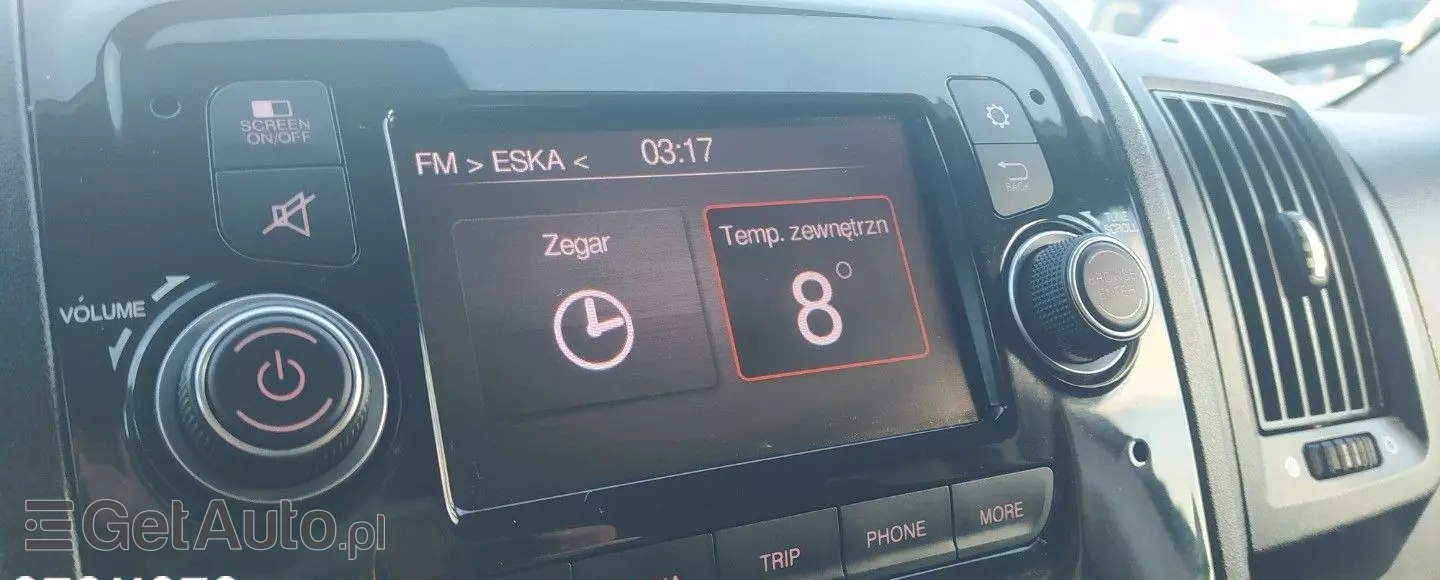 SCREEN
ON/OFF
FM > ESKA < 03:17
BACK
TUNE
SCROLL
Zegar
Temp. zewnętrzn
8°
VOLUME
BROWSE
ENTER
TRIP
PHONE
MORE
GetAuto.pl